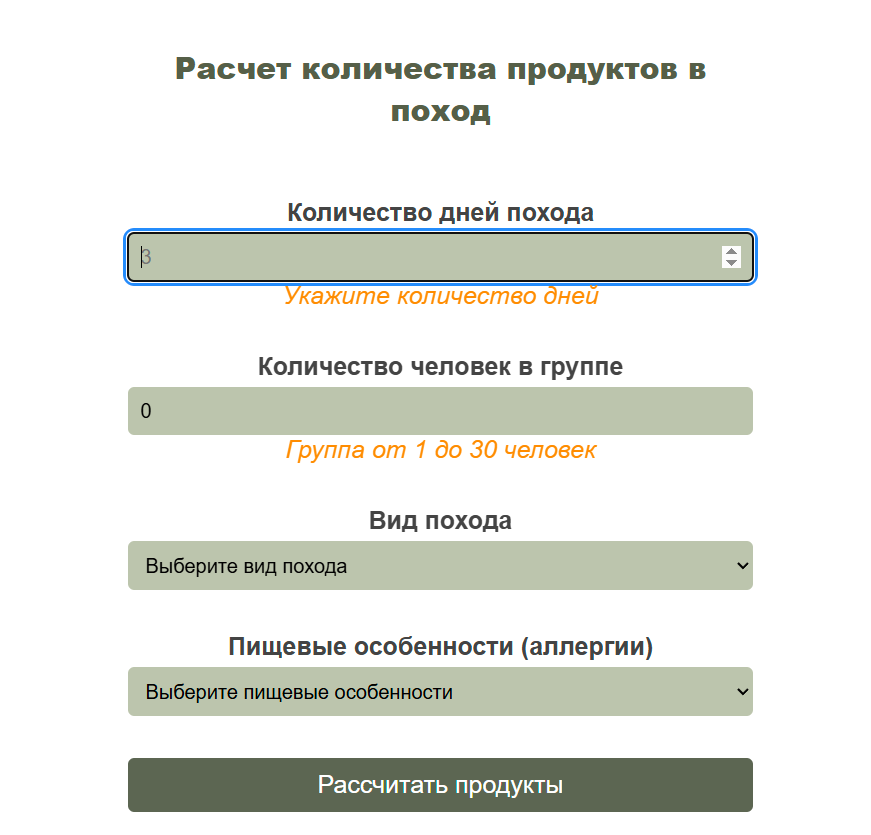 Расчет количества продуктов в
поход
Количество дней похода
3
Укажите количество дней
Количество человек в группе
0
Группа от 1 до 30 человек
Вид похода
Выберите вид похода
Пищевые особенности (аллергии)
Выберите пищевые особенности
Рассчитать продукты